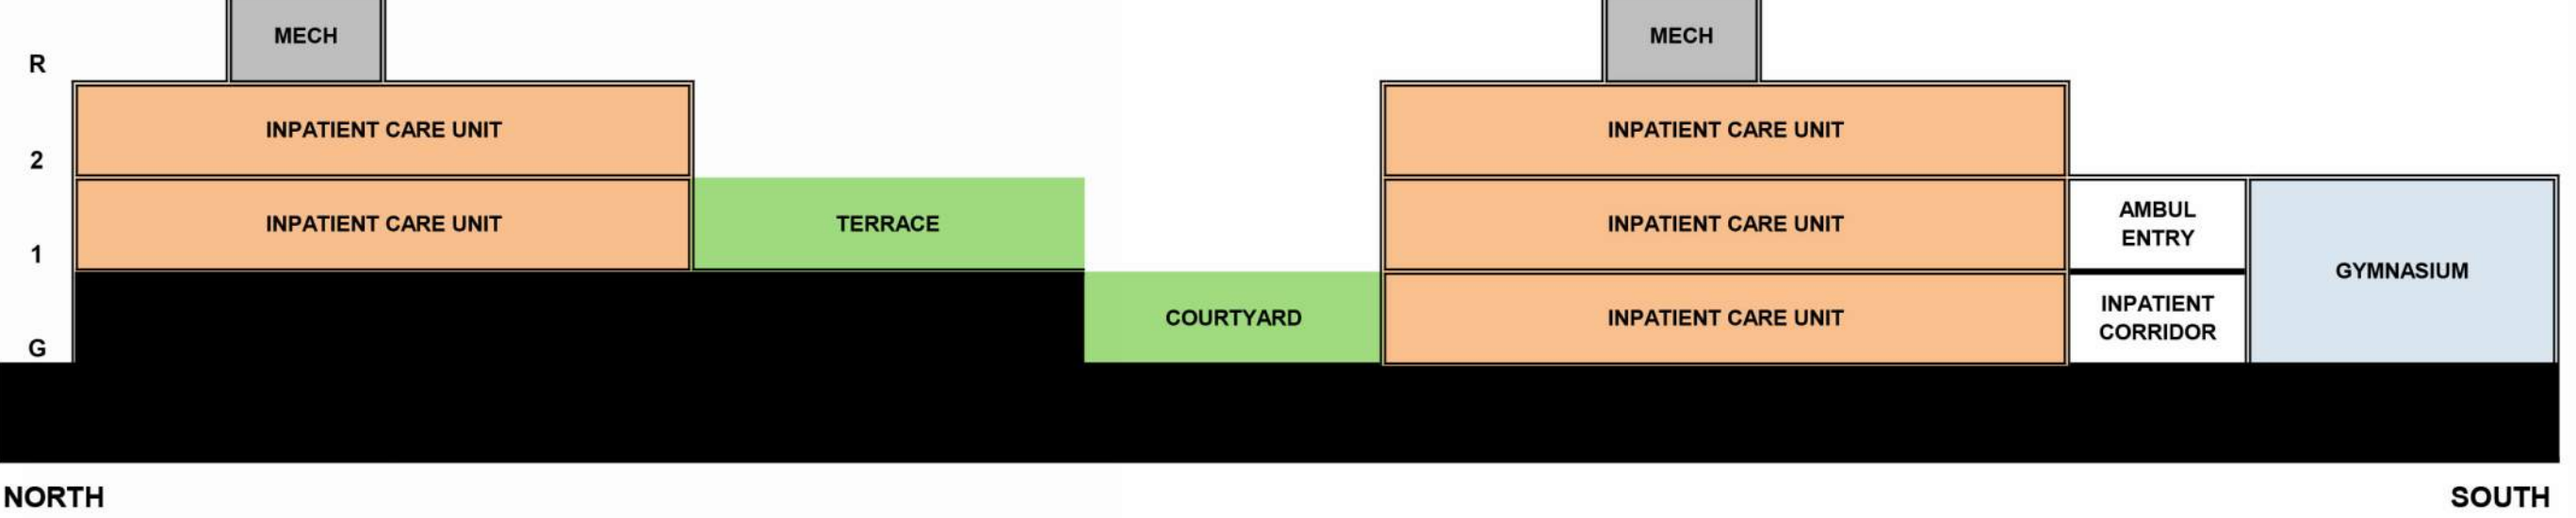 MECH
MECH
R
INPATIENT CARE UNIT
INPATIENT CARE UNIT
2
INPATIENT CARE UNIT
TERRACE
INPATIENT CARE UNIT
AMBUL
ENTRY
1
GYMNASIUM
COURTYARD
INPATIENT CARE UNIT
INPATIENT
CORRIDOR
G
NORTH
SOUTH